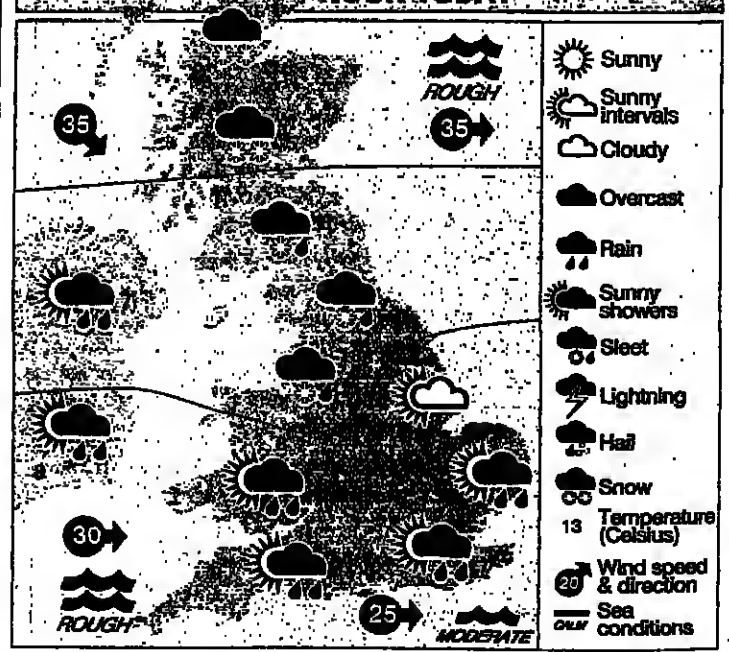 ROUGH
35
35
30
ROUGH
25
MODERATE
Sunny
Sunny
intervals
Cloudy
Overcast
Rain
Sunny
showers
Sleet
Lightning
Hail
Snow
13 Temperature
(Celsius)
20 Wind speed
& direction
CALM Sea
conditions